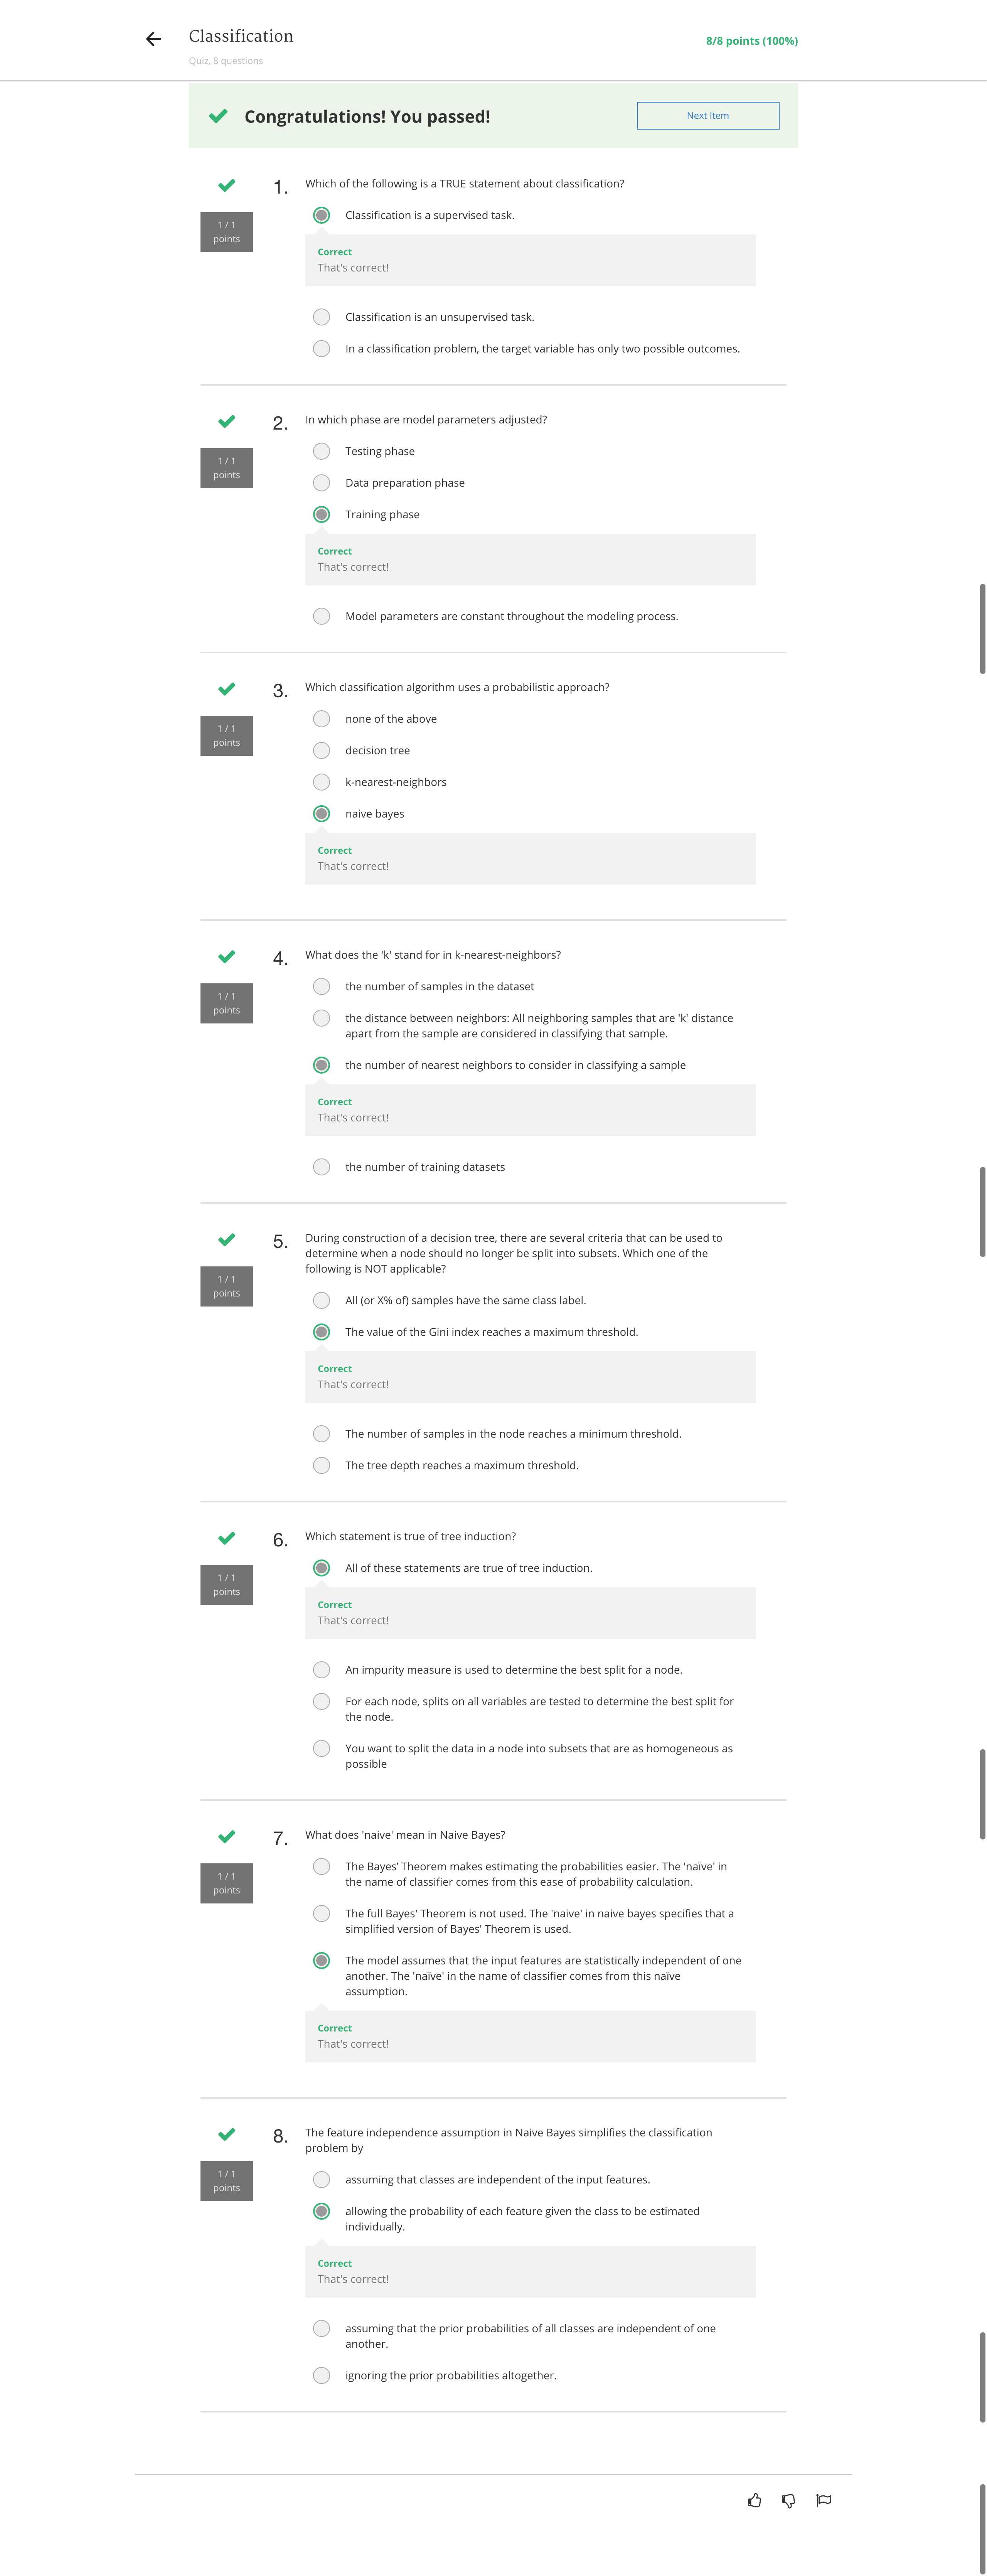 Classification
8/8 points (100%)
Quiz, 8 questions
Congratulations! You passed!
Next Item
1 / 1
points
1.
Which of the following is a TRUE statement about classification?
Classification is a supervised task.
Correct
That's correct!
Classification is an unsupervised task.
In a classification problem, the target variable has only two possible outcomes.
1 / 1
points
2.
In which phase are model parameters adjusted?
Testing phase
Data preparation phase
Training phase
Correct
That's correct!
Model parameters are constant throughout the modeling process.
1 / 1
points
3.
Which classification algorithm uses a probabilistic approach?
none of the above
decision tree
k-nearest-neighbors
naive bayes
Correct
That's correct!
1 / 1
points
4.
What does the 'k' stand for in k-nearest-neighbors?
the number of samples in the dataset
the distance between neighbors: All neighboring samples that are 'k' distance
apart from the sample are considered in classifying that sample.
the number of nearest neighbors to consider in classifying a sample
Correct
That's correct!
the number of training datasets
1 / 1
points
5.
During construction of a decision tree, there are several criteria that can be used to
determine when a node should no longer be split into subsets. Which one of the
following is NOT applicable?
All (or X% of) samples have the same class label.
The value of the Gini index reaches a maximum threshold.
Correct
That's correct!
The number of samples in the node reaches a minimum threshold.
The tree depth reaches a maximum threshold.
1 / 1
points
6.
Which statement is true of tree induction?
All of these statements are true of tree induction.
Correct
That's correct!
An impurity measure is used to determine the best split for a node.
For each node, splits on all variables are tested to determine the best split for
the node.
You want to split the data in a node into subsets that are as homogeneous as
possible
1 / 1
points
7.
What does 'naive' mean in Naive Bayes?
The Bayes’ Theorem makes estimating the probabilities easier. The 'naïve' in
the name of classifier comes from this ease of probability calculation.
The full Bayes' Theorem is not used. The 'naive' in naive bayes specifies that a
simplified version of Bayes' Theorem is used.
The model assumes that the input features are statistically independent of one
another. The 'naïve' in the name of classifier comes from this naïve
assumption.
Correct
That's correct!
1 / 1
points
8.
The feature independence assumption in Naive Bayes simplifies the classification
problem by
assuming that classes are independent of the input features.
allowing the probability of each feature given the class to be estimated
individually.
Correct
That's correct!
assuming that the prior probabilities of all classes are independent of one
another.
ignoring the prior probabilities altogether.